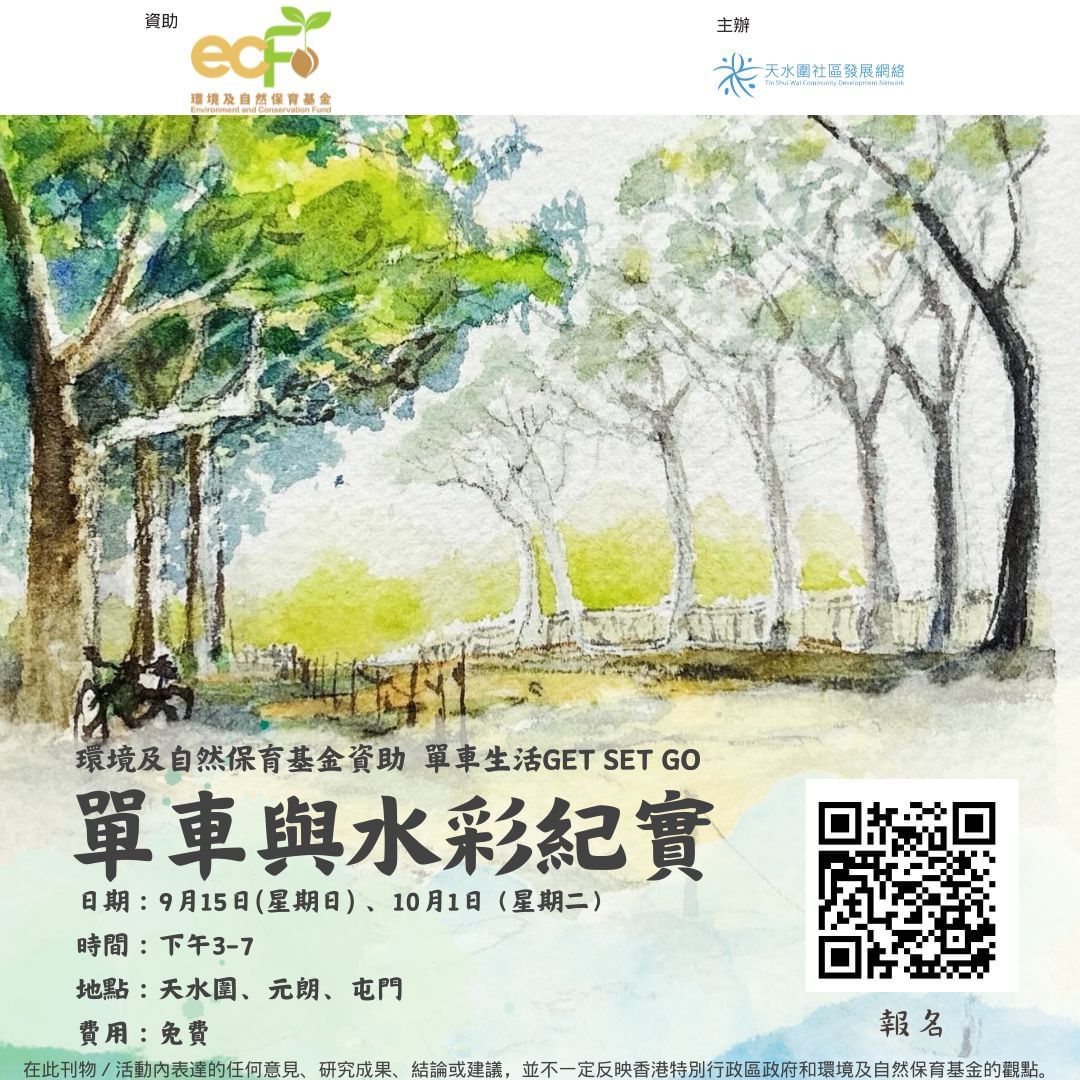 資助
主辦
ecf
環境及自然保育基金
Environment and Conservation Fund
天水圍社區發展網絡
Tin Shui Wai Community Development Network
環境及自然保育基金資助 單車生活GET SET GO
單車與水彩紀實
日期：9月15日(星期日) 、10月1日（星期二）
時間：下午3-7
地點：天水圍、元朗、屯門
費用：免費
報名
在此刊物／活動內表達的任何意見、研究成果、結論或建議，並不一定反映香港特別行政區政府和環境及自然保育基金的觀點。